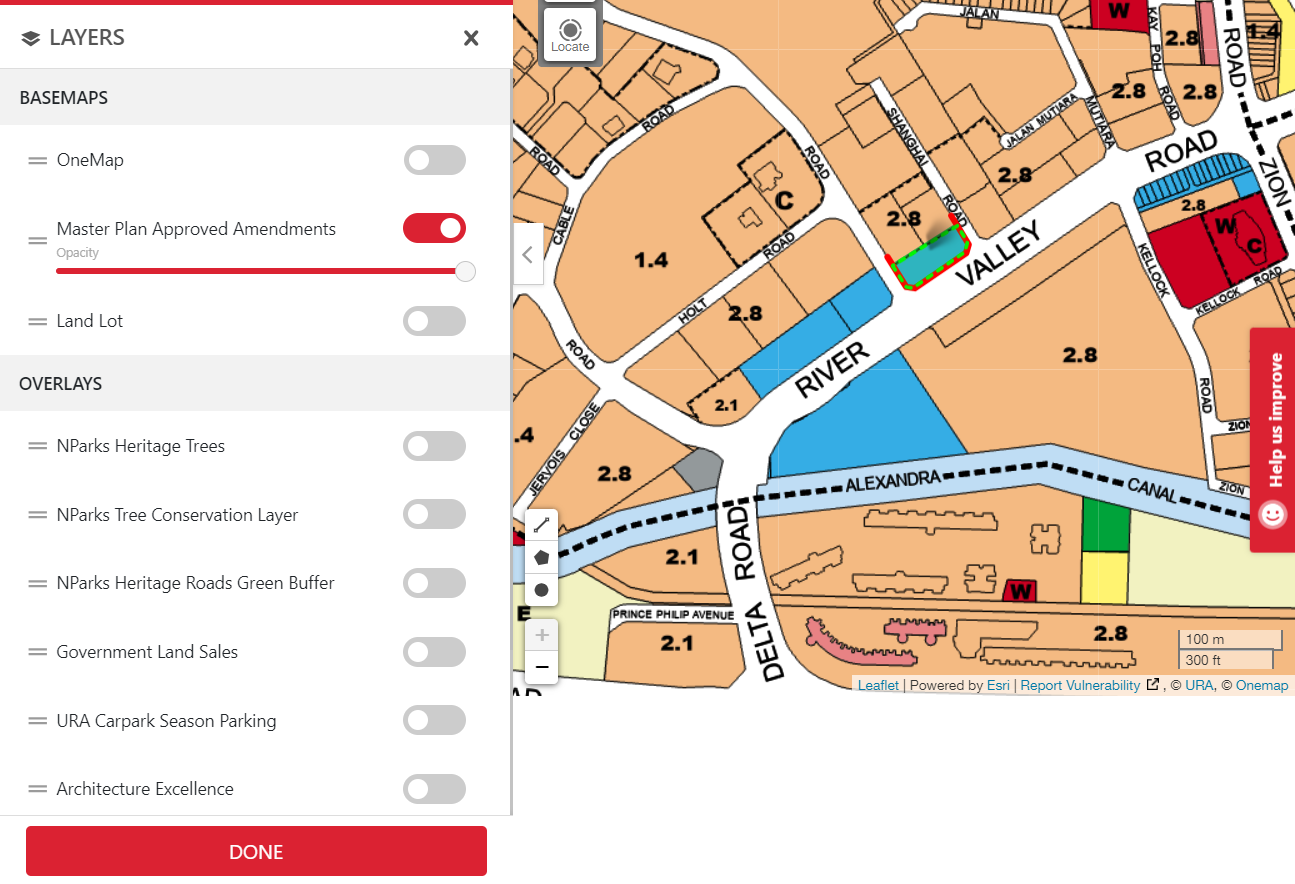 LAYERS
BASEMAPS
OneMap
Master Plan Approved Amendments
Opacity
Land Lot
OVERLAYS
NParks Heritage Trees
NParks Tree Conservation Layer
NParks Heritage Roads Green Buffer
Government Land Sales
URA Carpark Season Parking
Architecture Excellence
DONE
Locate
JALAN
W
KAY POH ROAD
2.8
ROAD
1.4
2.8
2.8
ROAD
ROAD
ROAD
SHANGHAI ROAD
JALAN MUTIARA
MUTIARA
ROAD
ZION
2.8
C
CABLE
2.8
2.8
W
C
1.4
ROAD
VALLEY
KELLOCK
KELLOCK ROAD
HOLT
2.8
ROAD
RIVER
2.8
2.1
ROAD
JERVOIS CLOSE
.4
2.8
ZION
ALEXANDRA
CANAL
ZION
2.1
DELTA ROAD
W
E
PRINCE PHILIP AVENUE
2.1
2.8
100 m
300 ft
Help us improve
Leaflet | Powered by Esri | Report Vulnerability , © URA, © Onemap